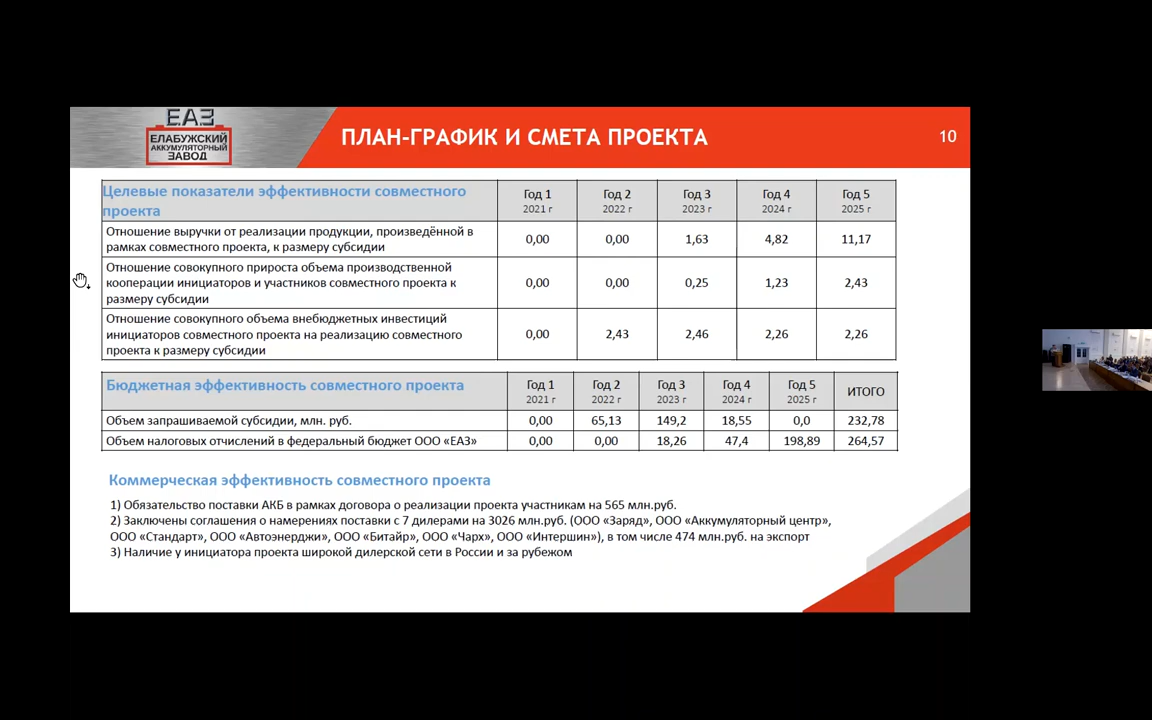 ЕАЗ
ЕЛАБУЖСКИЙ
АККУМУЛЯТОРНЫЙ
ЗАВОД
ПЛАН-ГРАФИК И СМЕТА ПРОЕКТА
10
Целевые показатели эффективности совместного проекта Год 1 2021 г Год 2 2022 г Год 3 2023 г Год 4 2024 г Год 5 2025 г
Отношение выручки от реализации продукции, произведённой в
рамках совместного проекта, к размеру субсидии
0,00 0,00 1,63 4,82 11,17
Отношение совокупного прироста объема производственной
кооперации инициаторов и участников совместного проекта к
размеру субсидии
0,00 0,00 0,25 1,23 2,43
Отношение совокупного объема внебюджетных инвестиций
инициаторов совместного проекта на реализацию совместного
проекта к размеру субсидии
0,00 2,43 2,46 2,26 2,26
Бюджетная эффективность совместного проекта Год 1 2021 г Год 2 2022 г Год 3 2023 г Год 4 2024 г Год 5 2025 г ИТОГО
Объем запрашиваемой субсидии, млн. руб. 0,00 65,13 149,2 18,55 0,0 232,78
Объем налоговых отчислений в федеральный бюджет ООО «ЕАЗ» 0,00 0,00 18,26 47,4 198,89 264,57
Коммерческая эффективность совместного проекта
1) Обязательство поставки АКБ в рамках договора о реализации проекта участникам на 565 млн.руб.
2) Заключены соглашения о намерениях поставки с 7 дилерами на 3026 млн.руб. (ООО «Заряд», ООО «Аккумуляторный центр»,
ООО «Стандарт», ООО «Автоэнерджи», ООО «Битайр», ООО «Чарх», ООО «Интершин»), в том числе 474 млн.руб. на экспорт
3) Наличие у инициатора проекта широкой дилерской сети в России и за рубежом